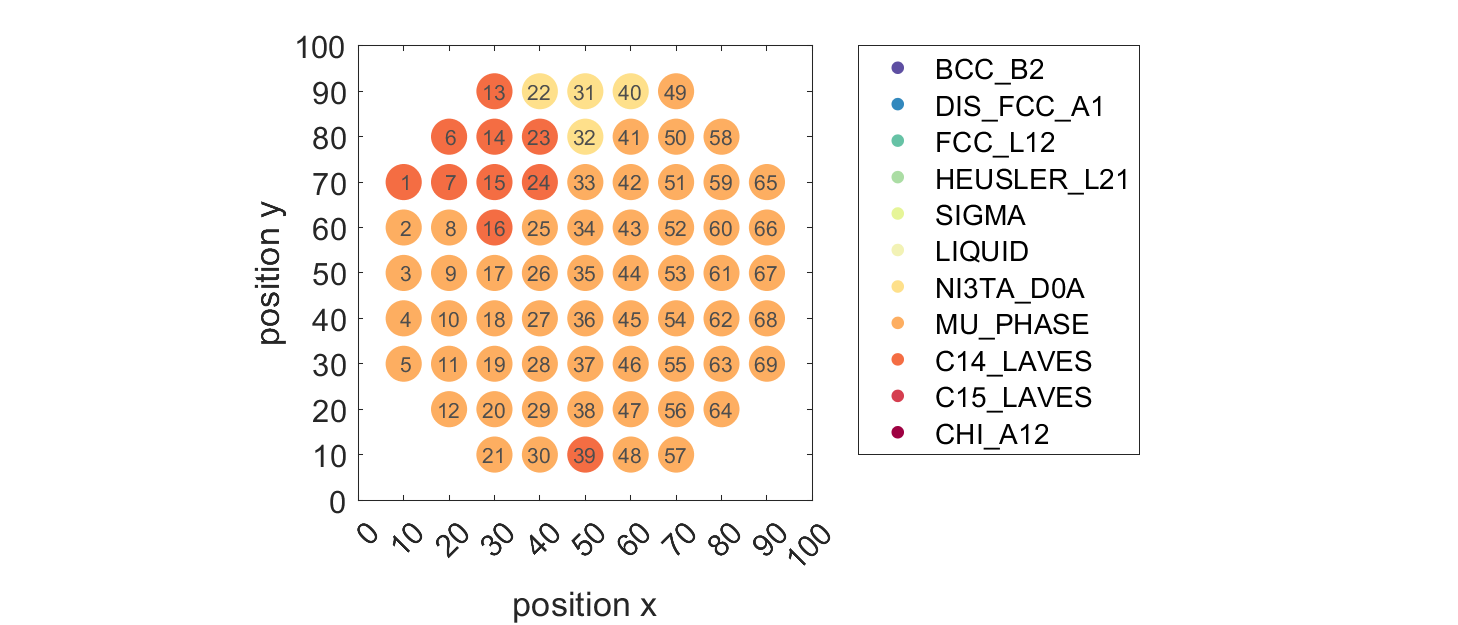 100
90
80
70
60
50
40
30
20
10
0
position y
13 22 31 40 49
6 14 23 32 41 50 58
1 7 15 24 33 42 51 59 65
2 8 16 25 34 43 52 60 66
3 9 17 26 35 44 53 61 67
4 10 18 27 36 45 54 62 68
5 11 19 28 37 46 55 63 69
12 20 29 38 47 56 64
21 30 39 48 57
0 10 20 30 40 50 60 70 80 90 100
position x
BCC_B2
DIS_FCC_A1
FCC_L12
HEUSLER_L21
SIGMA
LIQUID
NI3TA_D0A
MU_PHASE
C14_LAVES
C15_LAVES
CHI_A12